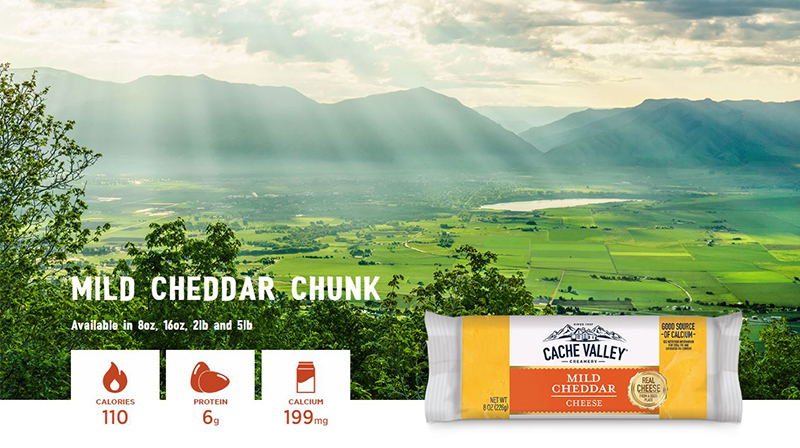 MILD CHEDDAR CHUNK
Available in 8oz, 16oz, 2lb and 5lb
CALORIES
110
PROTEIN
6g
CALCIUM
199mg
CACHE VALLEY
CREAMERY
MILD
CHEDDAR
CHEESE
NET WT
8 OZ (226g)
GOOD SOURCE
OF CALCIUM
REAL
CHEESE